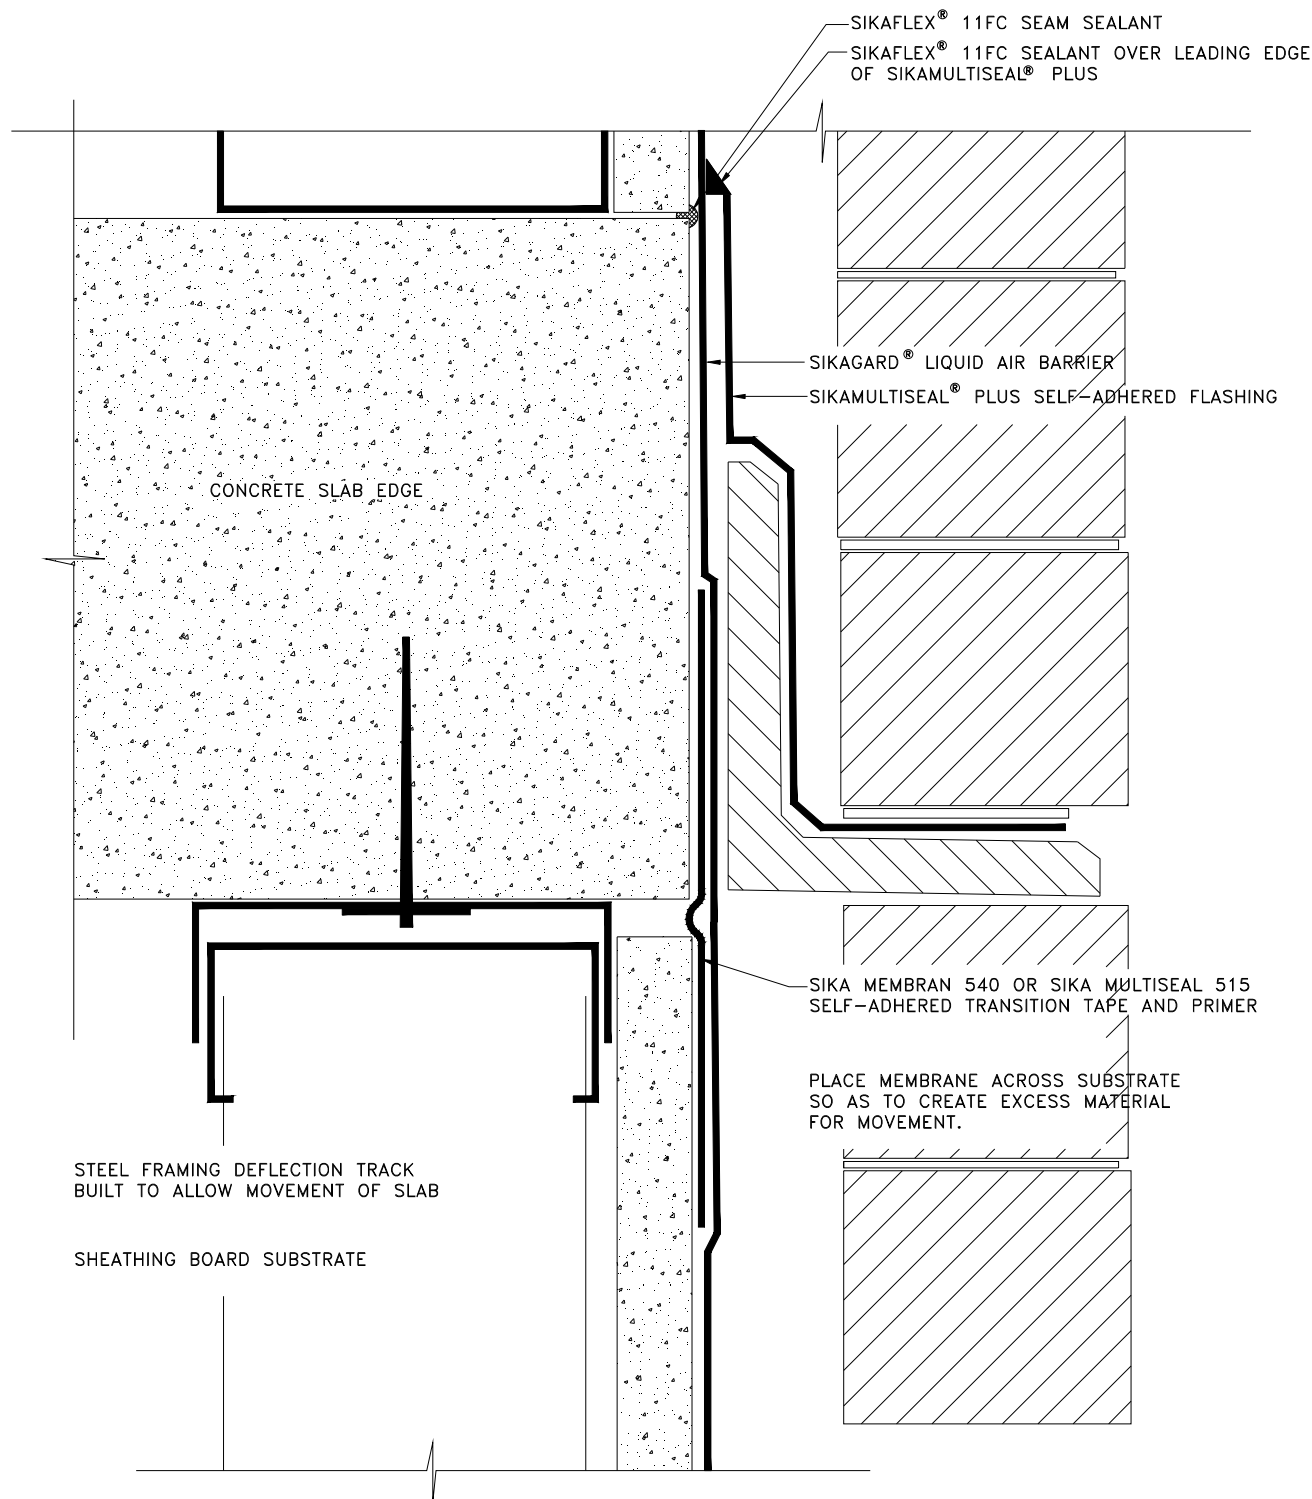 SIKAFLEX® 11FC SEAM SEALANT
SIKAFLEX® 11FC SEALANT OVER LEADING EDGE
OF SIKAMULTISEAL® PLUS
SIKAGARD® LIQUID AIR BARRIER
SIKAMULTISEAL® PLUS SELF-ADHERED FLASHING
CONCRETE SLAB EDGE
SIKA MEMBRAN 540 OR SIKA MULTISEAL 515
SELF-ADHERED TRANSITION TAPE AND PRIMER
PLACE MEMBRANE ACROSS SUBSTRATE
SO AS TO CREATE EXCESS MATERIAL
FOR MOVEMENT.
STEEL FRAMING DEFLECTION TRACK
BUILT TO ALLOW MOVEMENT OF SLAB
SHEATHING BOARD SUBSTRATE